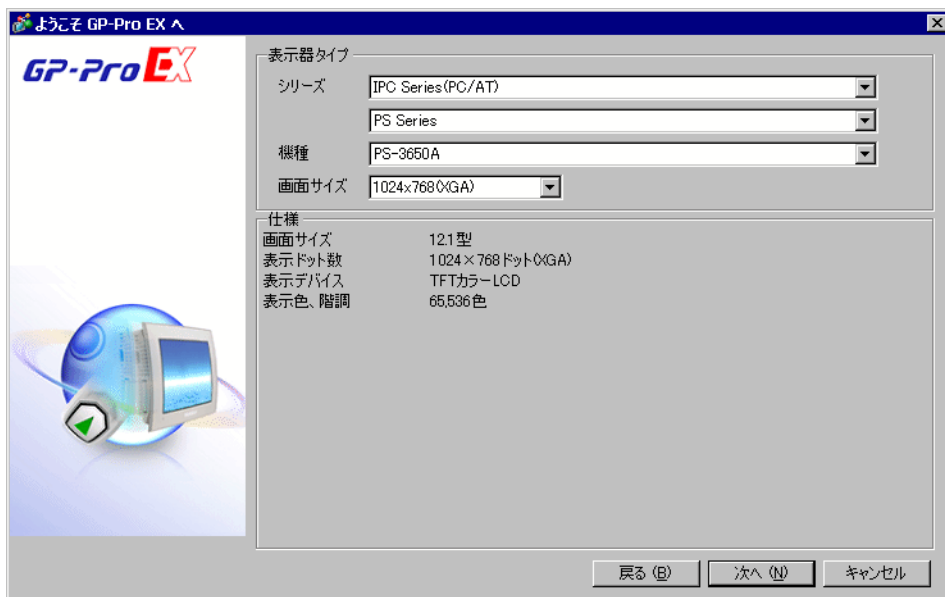 ようこそ GP-Pro EX へ
GP-Pro EX
表示器タイプ
シリーズ IPC Series(PC/AT)
PS Series
機種 PS-3650A
画面サイズ 1024x768(XGA)
仕様
画面サイズ 12.1型
表示ドット数 1024×768ドット(XGA)
表示デバイス TFTカラーLCD
表示色、階調 65,536色
戻る (B) 次へ (N) キャンセル